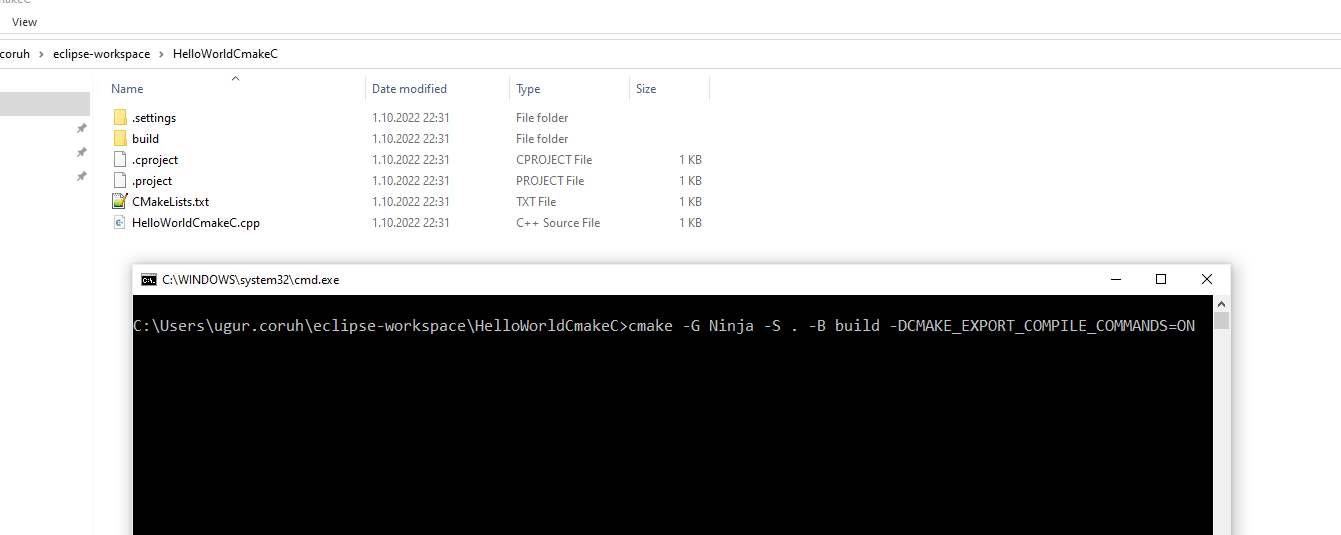 View
coruh > eclipse-workspace > HelloWorldCmakeC
Name Date modified Type Size
.settings 1.10.2022 22:31 File folder
build 1.10.2022 22:31 File folder
.cproject 1.10.2022 22:31 CPROJECT File 1 KB
.project 1.10.2022 22:31 PROJECT File 1 KB
CMakeLists.txt 1.10.2022 22:31 TXT File 1 KB
HelloWorldCmakeC.cpp 1.10.2022 22:31 C++ Source File 1 KB
C:\WINDOWS\system32\cmd.exe
C:\Users\ugur.coruh\eclipse-workspace\HelloWorldCmakeC>cmake -G Ninja -S . -B build -DCMAKE_EXPORT_COMPILE_COMMANDS=ON